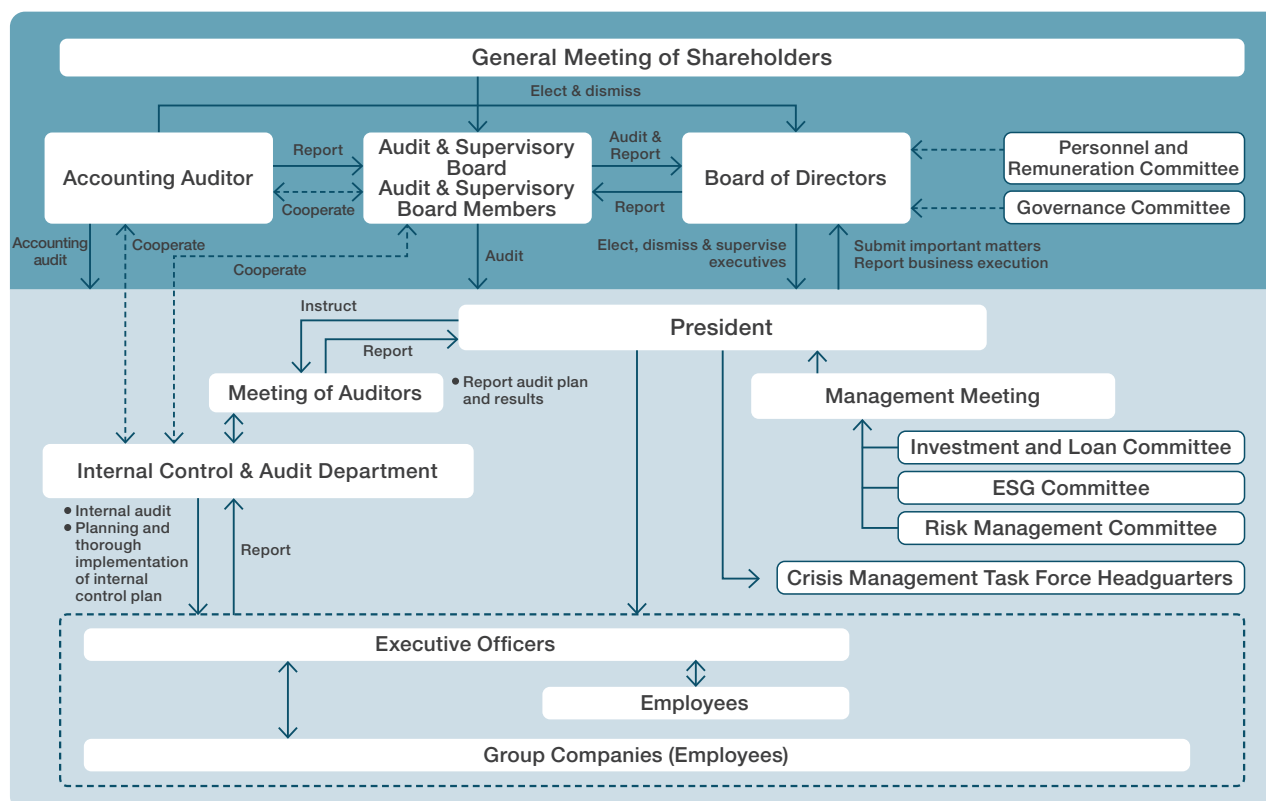 General Meeting of Shareholders
Elect & dismiss
Accounting Auditor
Report
Cooperate
Audit & Supervisory
Board
Audit & Supervisory
Board Members
Audit &
Report
Report
Board of Directors
Personnel and
Remuneration Committee
Governance Committee
Accounting
audit
Cooperate
Cooperate
Audit
Elect, dismiss & supervise
executives
Submit important matters
Report business execution
Instruct
President
Report
Meeting of Auditors
● Report audit plan
and results
Management Meeting
Investment and Loan Committee
ESG Committee
Risk Management Committee
Internal Control & Audit Department
● Internal audit
● Planning and
thorough
implementation
of internal
control plan
Report
Crisis Management Task Force Headquarters
Executive Officers
Employees
Group Companies (Employees)